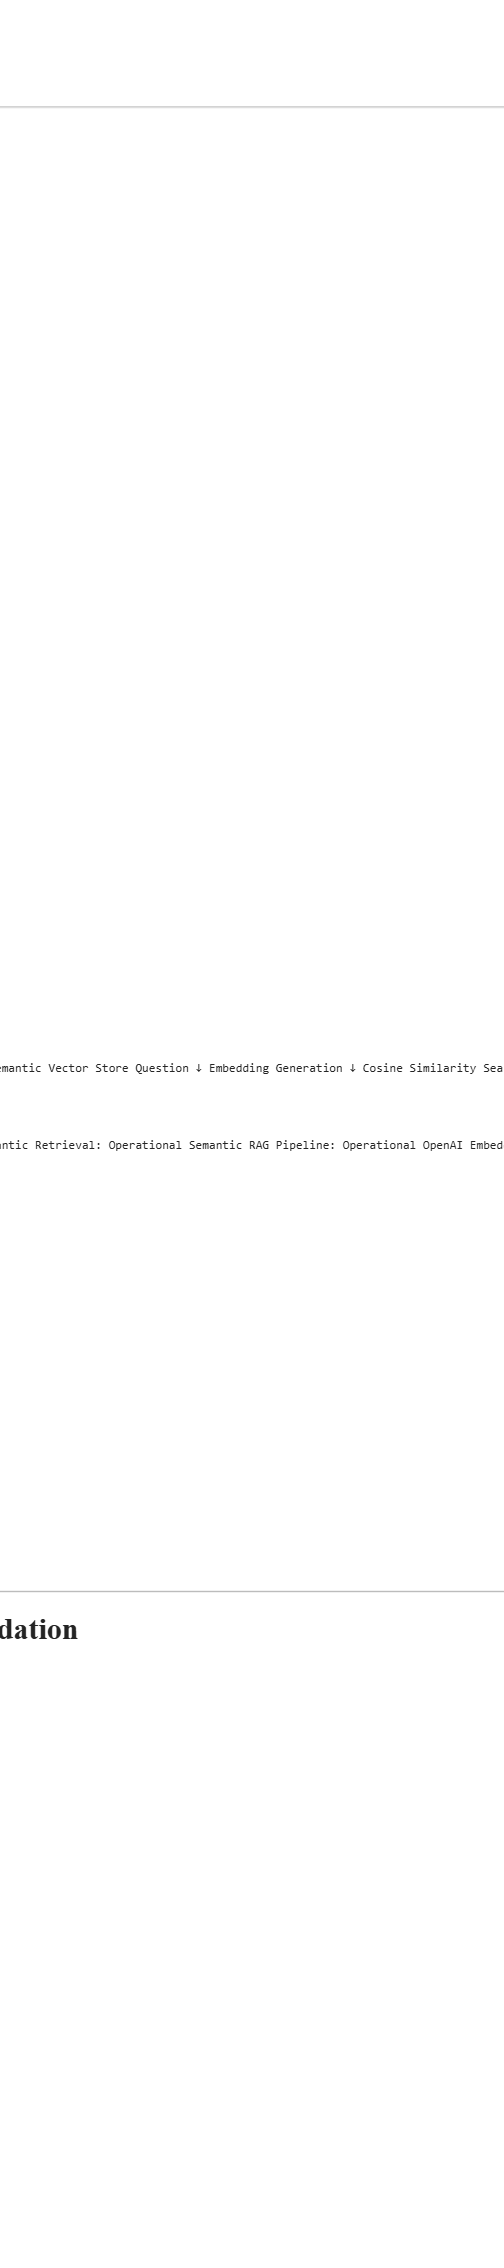 emantic Vector Store Question ↓ Embedding Generation ↓ Cosine Similarity Sea
antic Retrieval: Operational Semantic RAG Pipeline: Operational OpenAI Embed
dation